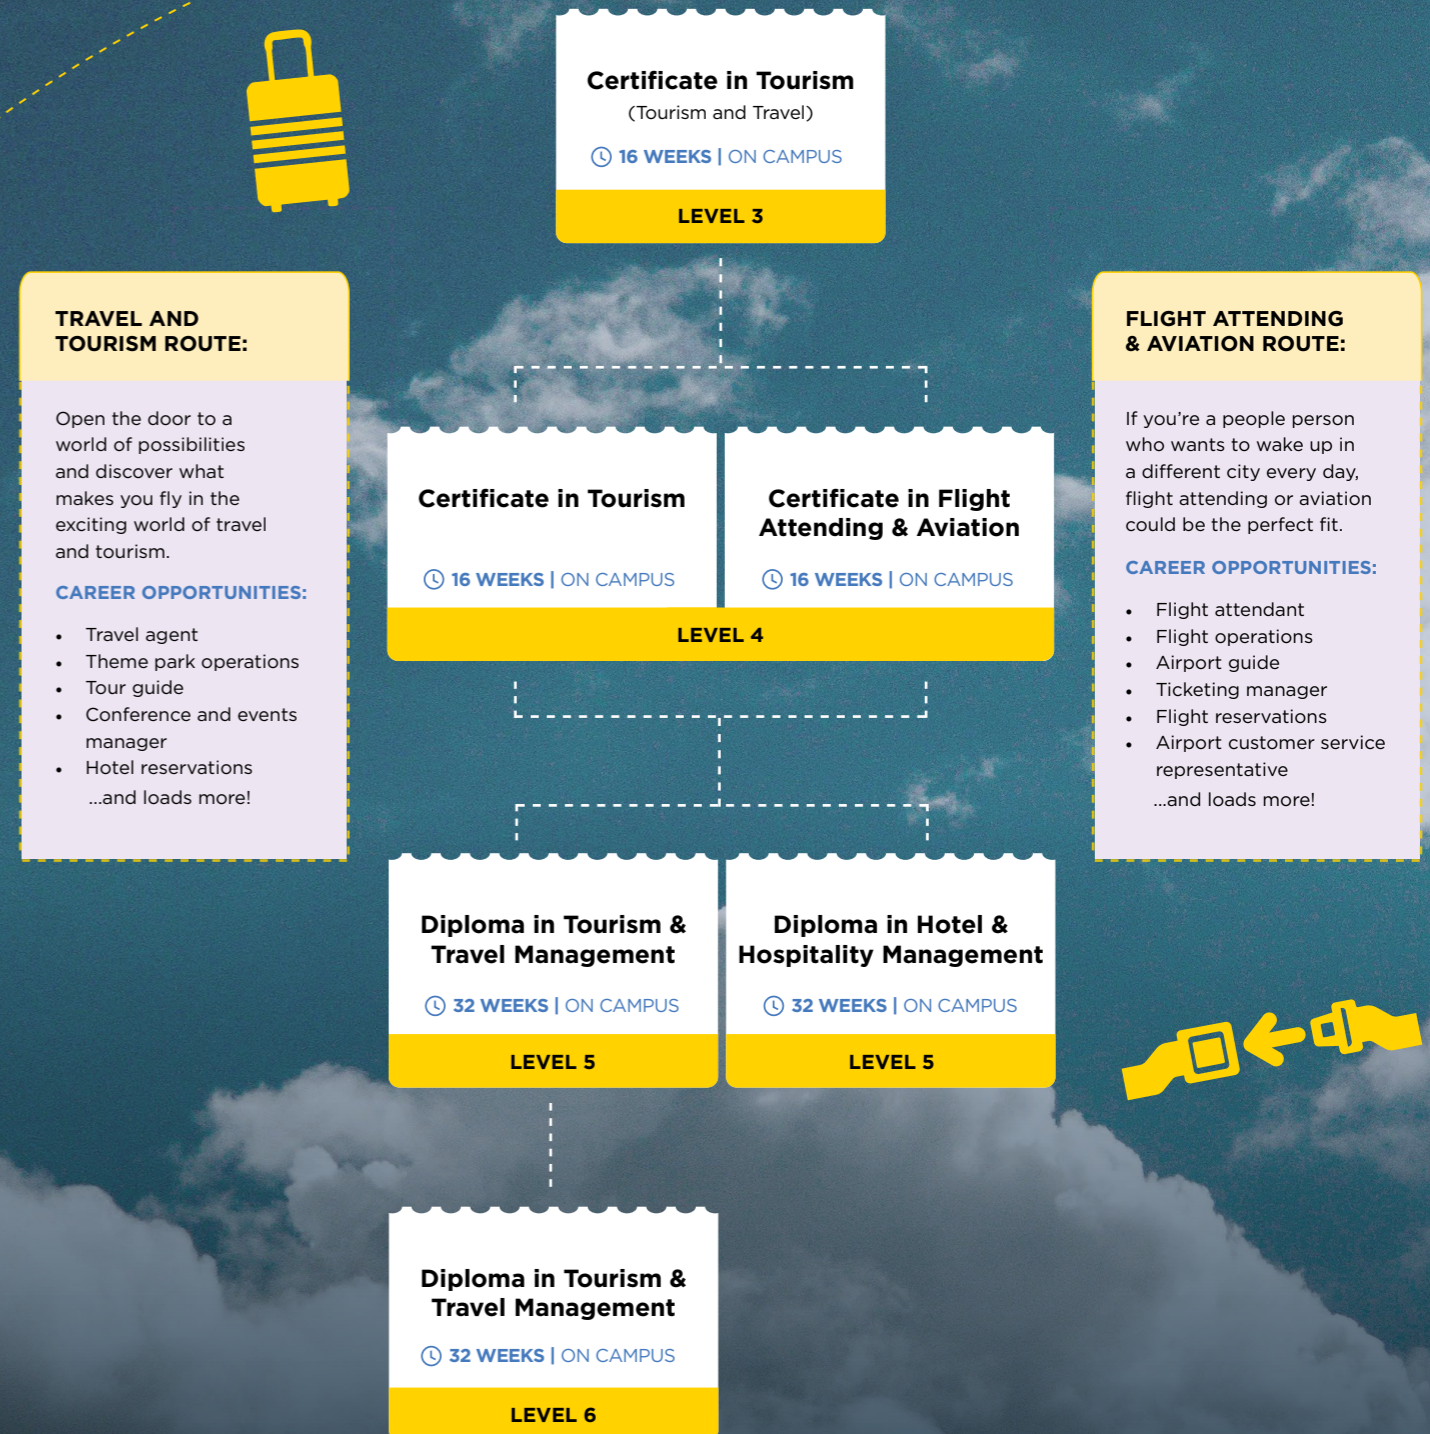 Certificate in Tourism
(Tourism and Travel)
16 WEEKS | ON CAMPUS
LEVEL 3
TRAVEL AND
TOURISM ROUTE:
Open the door to a
world of possibilities
and discover what
makes you fly in the
exciting world of travel
and tourism.
CAREER OPPORTUNITIES:
• Travel agent
• Theme park operations
• Tour guide
• Conference and events
manager
• Hotel reservations
...and loads more!
FLIGHT ATTENDING
& AVIATION ROUTE:
If you're a people person
who wants to wake up in
a different city every day,
flight attending or aviation
could be the perfect fit.
CAREER OPPORTUNITIES:
• Flight attendant
• Flight operations
• Airport guide
• Ticketing manager
• Flight reservations
• Airport customer service
representative
...and loads more!
Certificate in Tourism
16 WEEKS | ON CAMPUS
Certificate in Flight
Attending & Aviation
16 WEEKS | ON CAMPUS
LEVEL 4
Diploma in Tourism &
Travel Management
32 WEEKS | ON CAMPUS
LEVEL 5
Diploma in Hotel &
Hospitality Management
32 WEEKS | ON CAMPUS
LEVEL 5
Diploma in Tourism &
Travel Management
32 WEEKS | ON CAMPUS
LEVEL 6